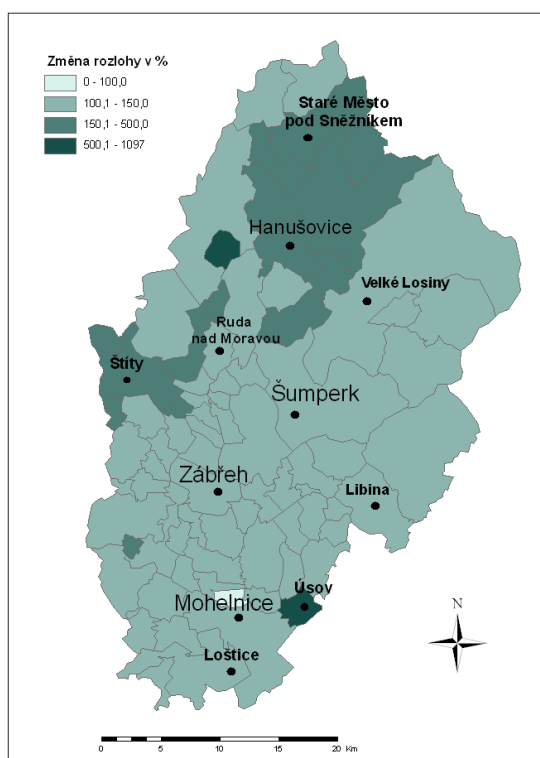 Změna rozlohy v %
0 - 100,0
100,1 - 150,0
150,1 - 500,0
500,1 - 1097
Staré Město
pod Sněžníkem
Hanušovice
Velké Losiny
Ruda
nad Moravou
Štíty
Šumperk
Zábřeh
Libina
Úsov
Mohelnice
Loštice
N
0 5 10 15 20
Km